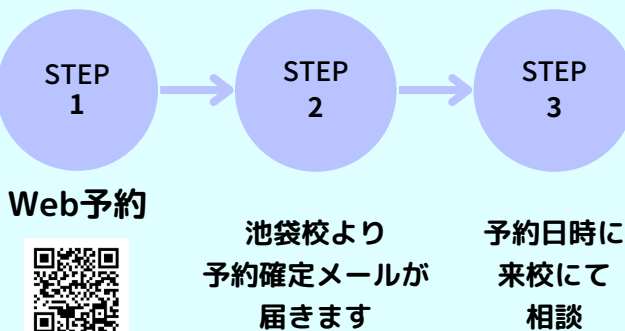 STEP
1
STEP
2
STEP
3
Web予約
池袋校より
予約確定メールが
届きます
予約日時に
来校にて
相談